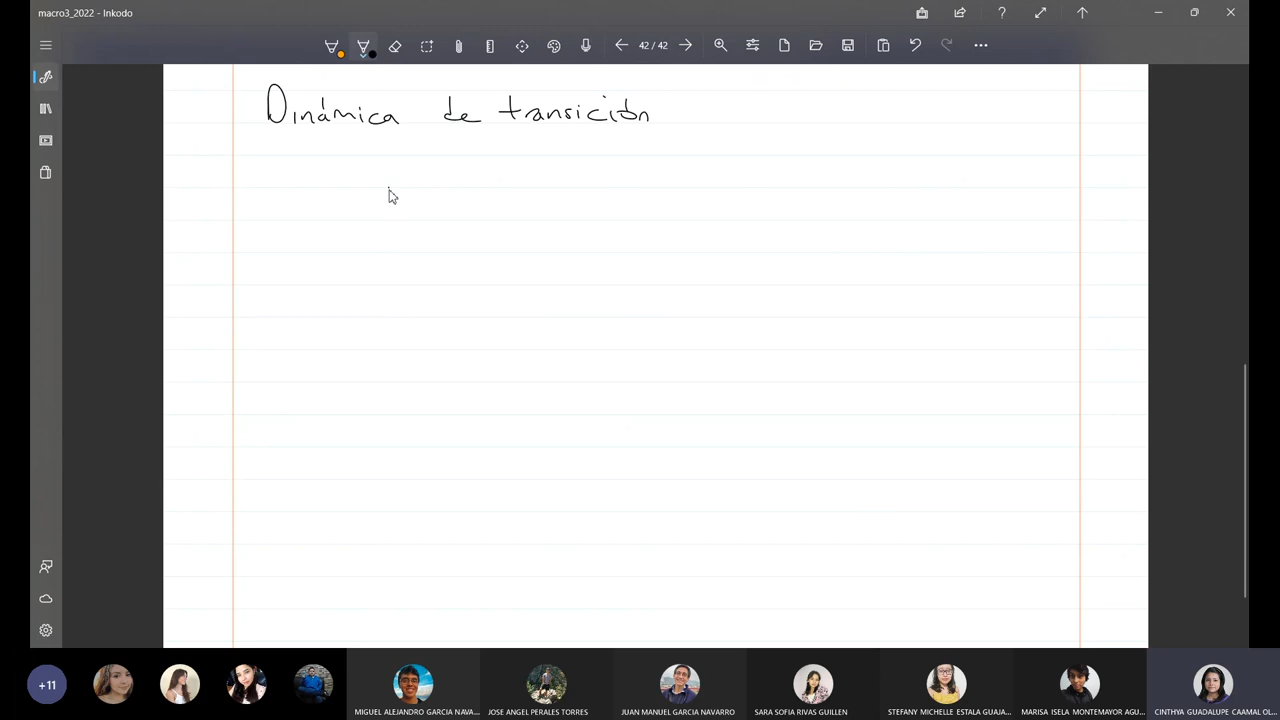 macro3_2022 - Inkodo
42 / 42
Dinámica de transición
+11
MIGUEL ALEJANDRO GARCIA NAVA...
JOSE ANGEL PERALES TORRES
JUAN MANUEL GARCIA NAVARRO
SARA SOFIA RIVAS GUILLEN
STEFANY MICHELLE ESTALA GUAJA...
MARISA ISELA MONTEMAYOR AGU...
CINTHYA GUADALUPE CAAMAL OL...